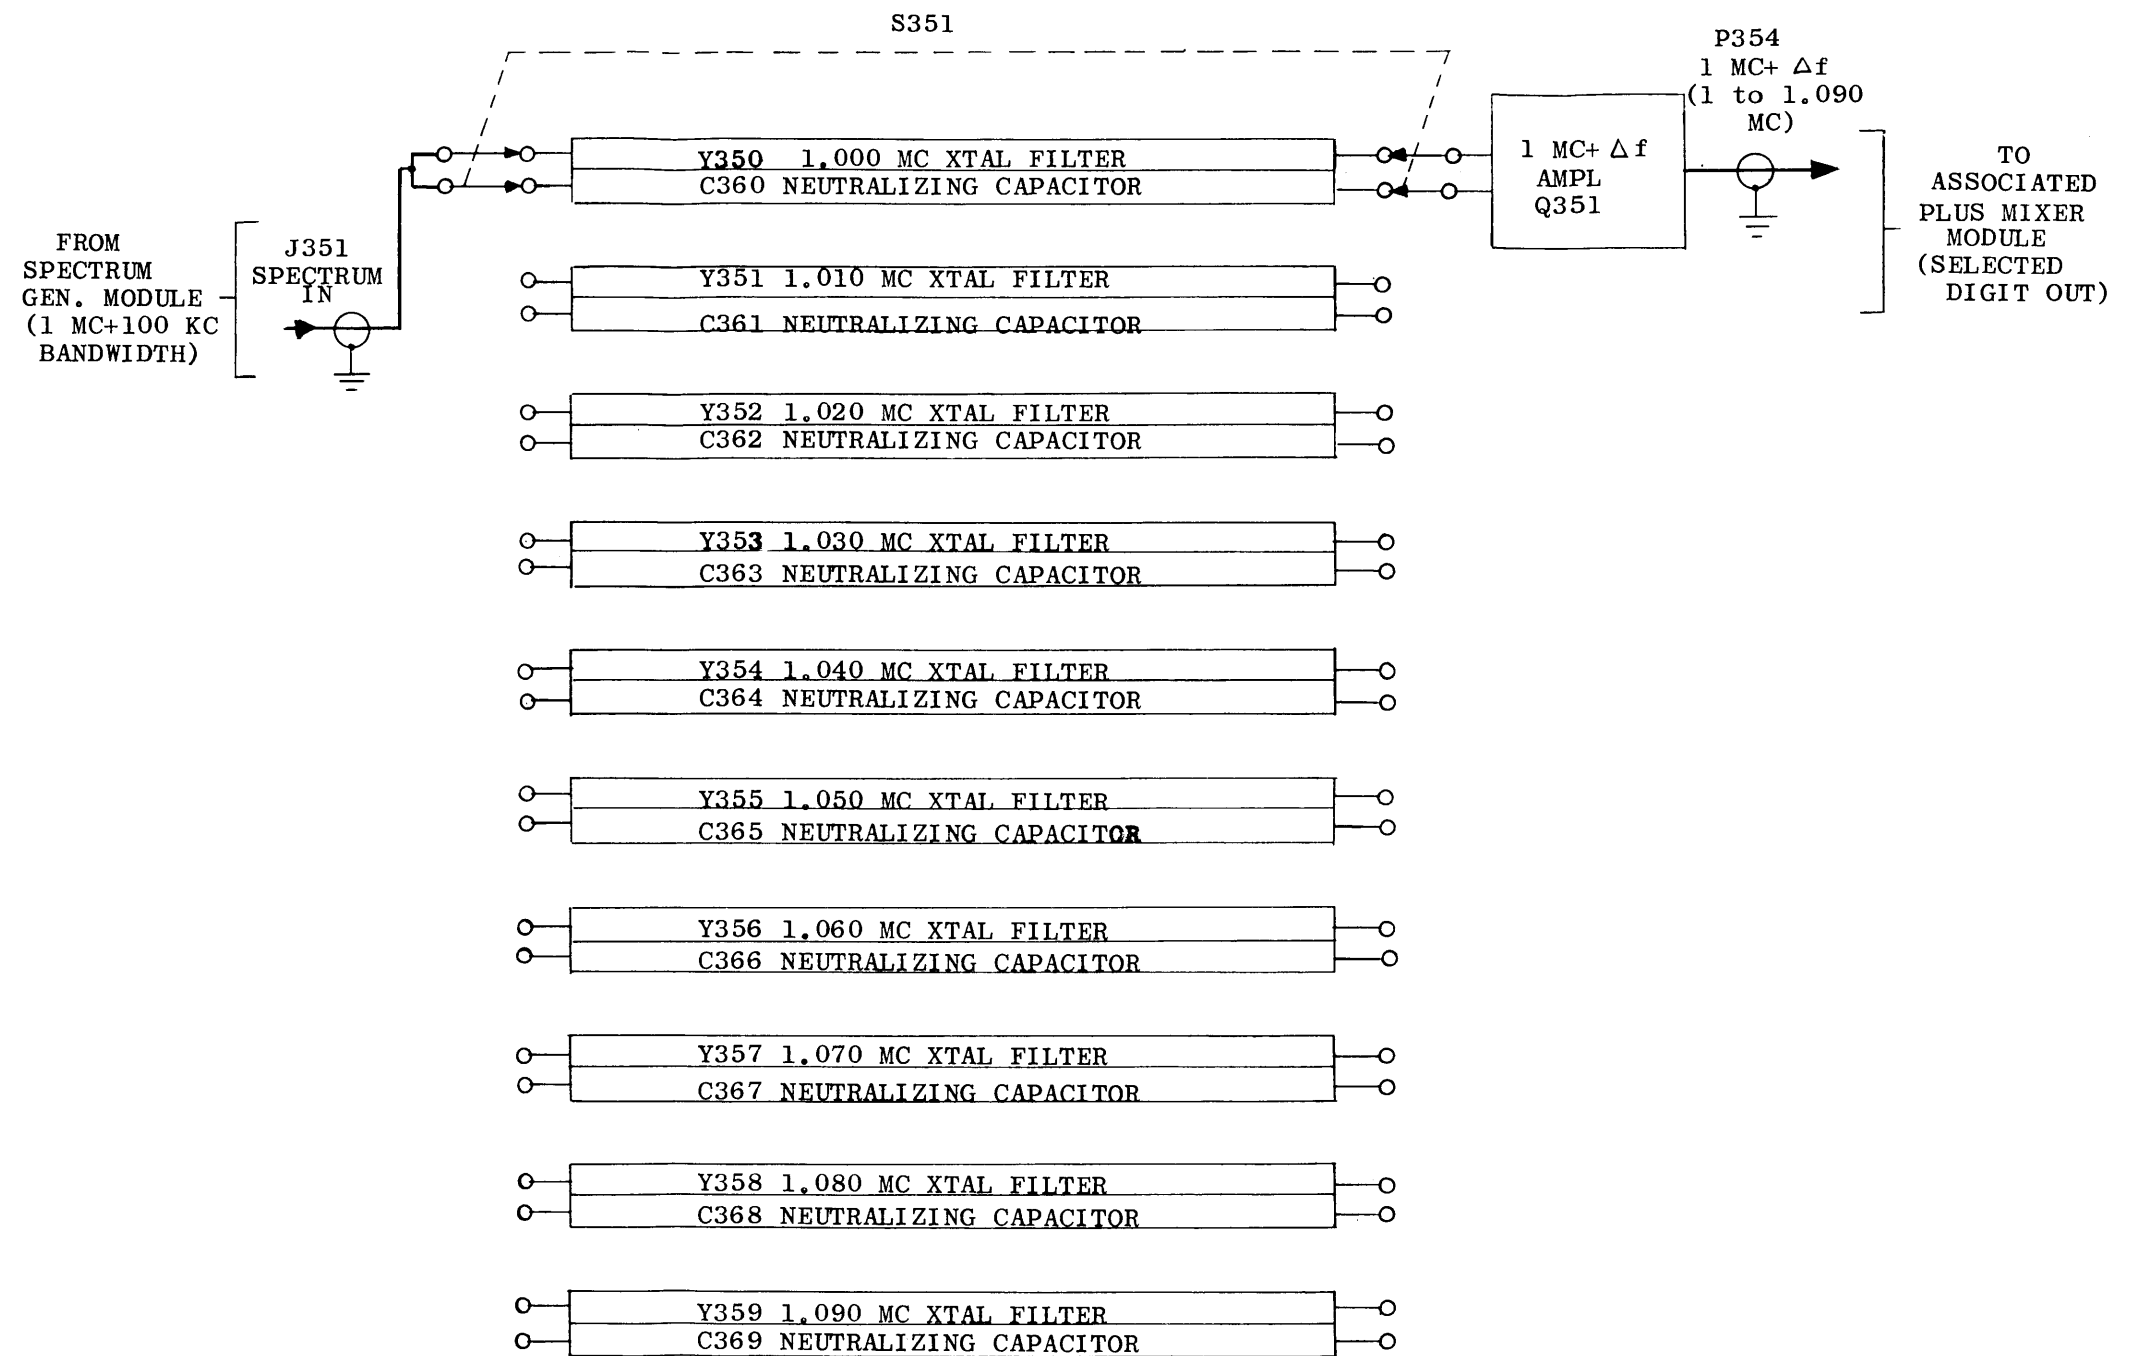 S351
P354
1 MC+ Δf
(1 to 1.090
MC)
FROM
SPECTRUM
GEN. MODULE
(1 MC+100 KC
BANDWIDTH)
J351
SPECTRUM
IN
Y350 1.000 MC XTAL FILTER
C360 NEUTRALIZING CAPACITOR
1 MC+ Δf
AMPL
Q351
TO
ASSOCIATED
PLUS MIXER
MODULE
(SELECTED
DIGIT OUT)
Y351 1.010 MC XTAL FILTER
C361 NEUTRALIZING CAPACITOR
Y352 1.020 MC XTAL FILTER
C362 NEUTRALIZING CAPACITOR
Y353 1.030 MC XTAL FILTER
C363 NEUTRALIZING CAPACITOR
Y354 1.040 MC XTAL FILTER
C364 NEUTRALIZING CAPACITOR
Y355 1.050 MC XTAL FILTER
C365 NEUTRALIZING CAPACITOR
Y356 1.060 MC XTAL FILTER
C366 NEUTRALIZING CAPACITOR
Y357 1.070 MC XTAL FILTER
C367 NEUTRALIZING CAPACITOR
Y358 1.080 MC XTAL FILTER
C368 NEUTRALIZING CAPACITOR
Y359 1.090 MC XTAL FILTER
C369 NEUTRALIZING CAPACITOR